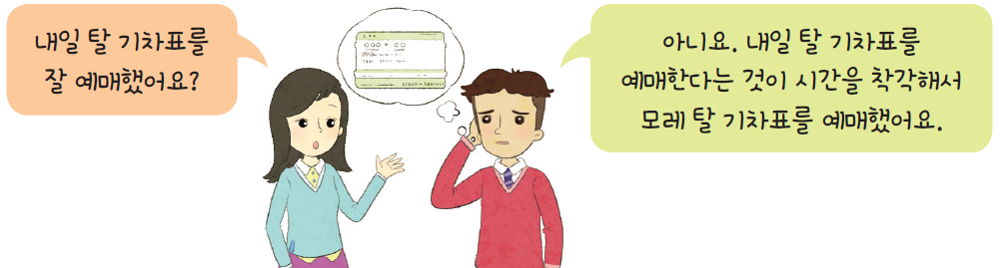 내일 탈 기차표를
잘 예매했어요?
아니요. 내일 탈 기차표를
예매한다는 것이 시간을 착각해서
모레 탈 기차표를 예매했어요.